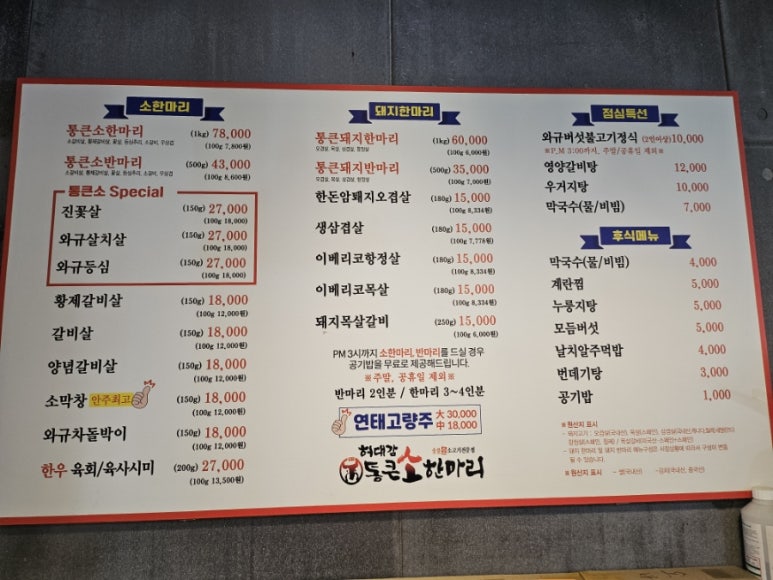 소한마리
통큰소한마리 (1kg) 78,000
(100g 7,800원)
통큰소반마리 (500g) 43,000
(100g 8,600원)
통큰소 Special
진꽃살 (150g) 27,000
(100g 18,000)
와규살치살 (150g) 27,000
(100g 18,000)
와규등심 (150g) 27,000
(100g 18,000)
황제갈비살 (150g) 18,000
(100g 12,000원)
갈비살 (150g) 18,000
(100g 12,000원)
양념갈비살 (150g) 18,000
(100g 12,000원)
소막창 안주최고 (150g) 18,000
(100g 12,000원)
와규차돌박이 (150g) 18,000
(100g 12,000원)
한우 육회/육사시미 (200g) 27,000
(100g 13,500원)
돼지한마리
통큰돼지한마리 (1kg) 60,000
(100g 6,000원)
통큰돼지반마리 (500g) 35,000
(100g 7,000원)
한돈암퇘지오겹살 (180g) 15,000
(100g 8,334원)
생삼겹살 (180g) 15,000
(100g 7,778원)
이베리코항정살 (180g) 15,000
(100g 8,334원)
이베리코목살 (180g) 15,000
(100g 8,334원)
돼지목살갈비 (250g) 15,000
(100g 6,000원)
PM 3시까지 소한마리, 반마리를 드실 경우
공기밥을 무료로 제공해드립니다.
※주말, 공휴일 제외※
반마리 2인분 / 한마리 3~4인분
연태고량주 大 30,000
中 18,000
허대감
통큰소한마리
점심특선
와규버섯불고기정식 (2인이상) 10,000
※P.M 3:00까지, 주말/공휴일 제외※
영양갈비탕 12,000
우거지탕 10,000
막국수(물/비빔) 7,000
후식메뉴
막국수(물/비빔) 4,000
계란찜 5,000
누룽지탕 5,000
모듬버섯 5,000
날치알주먹밥 4,000
번데기탕 3,000
공기밥 1,000
※ 원산지 표시
※ 원산지 표시 - 쌀(국내산)